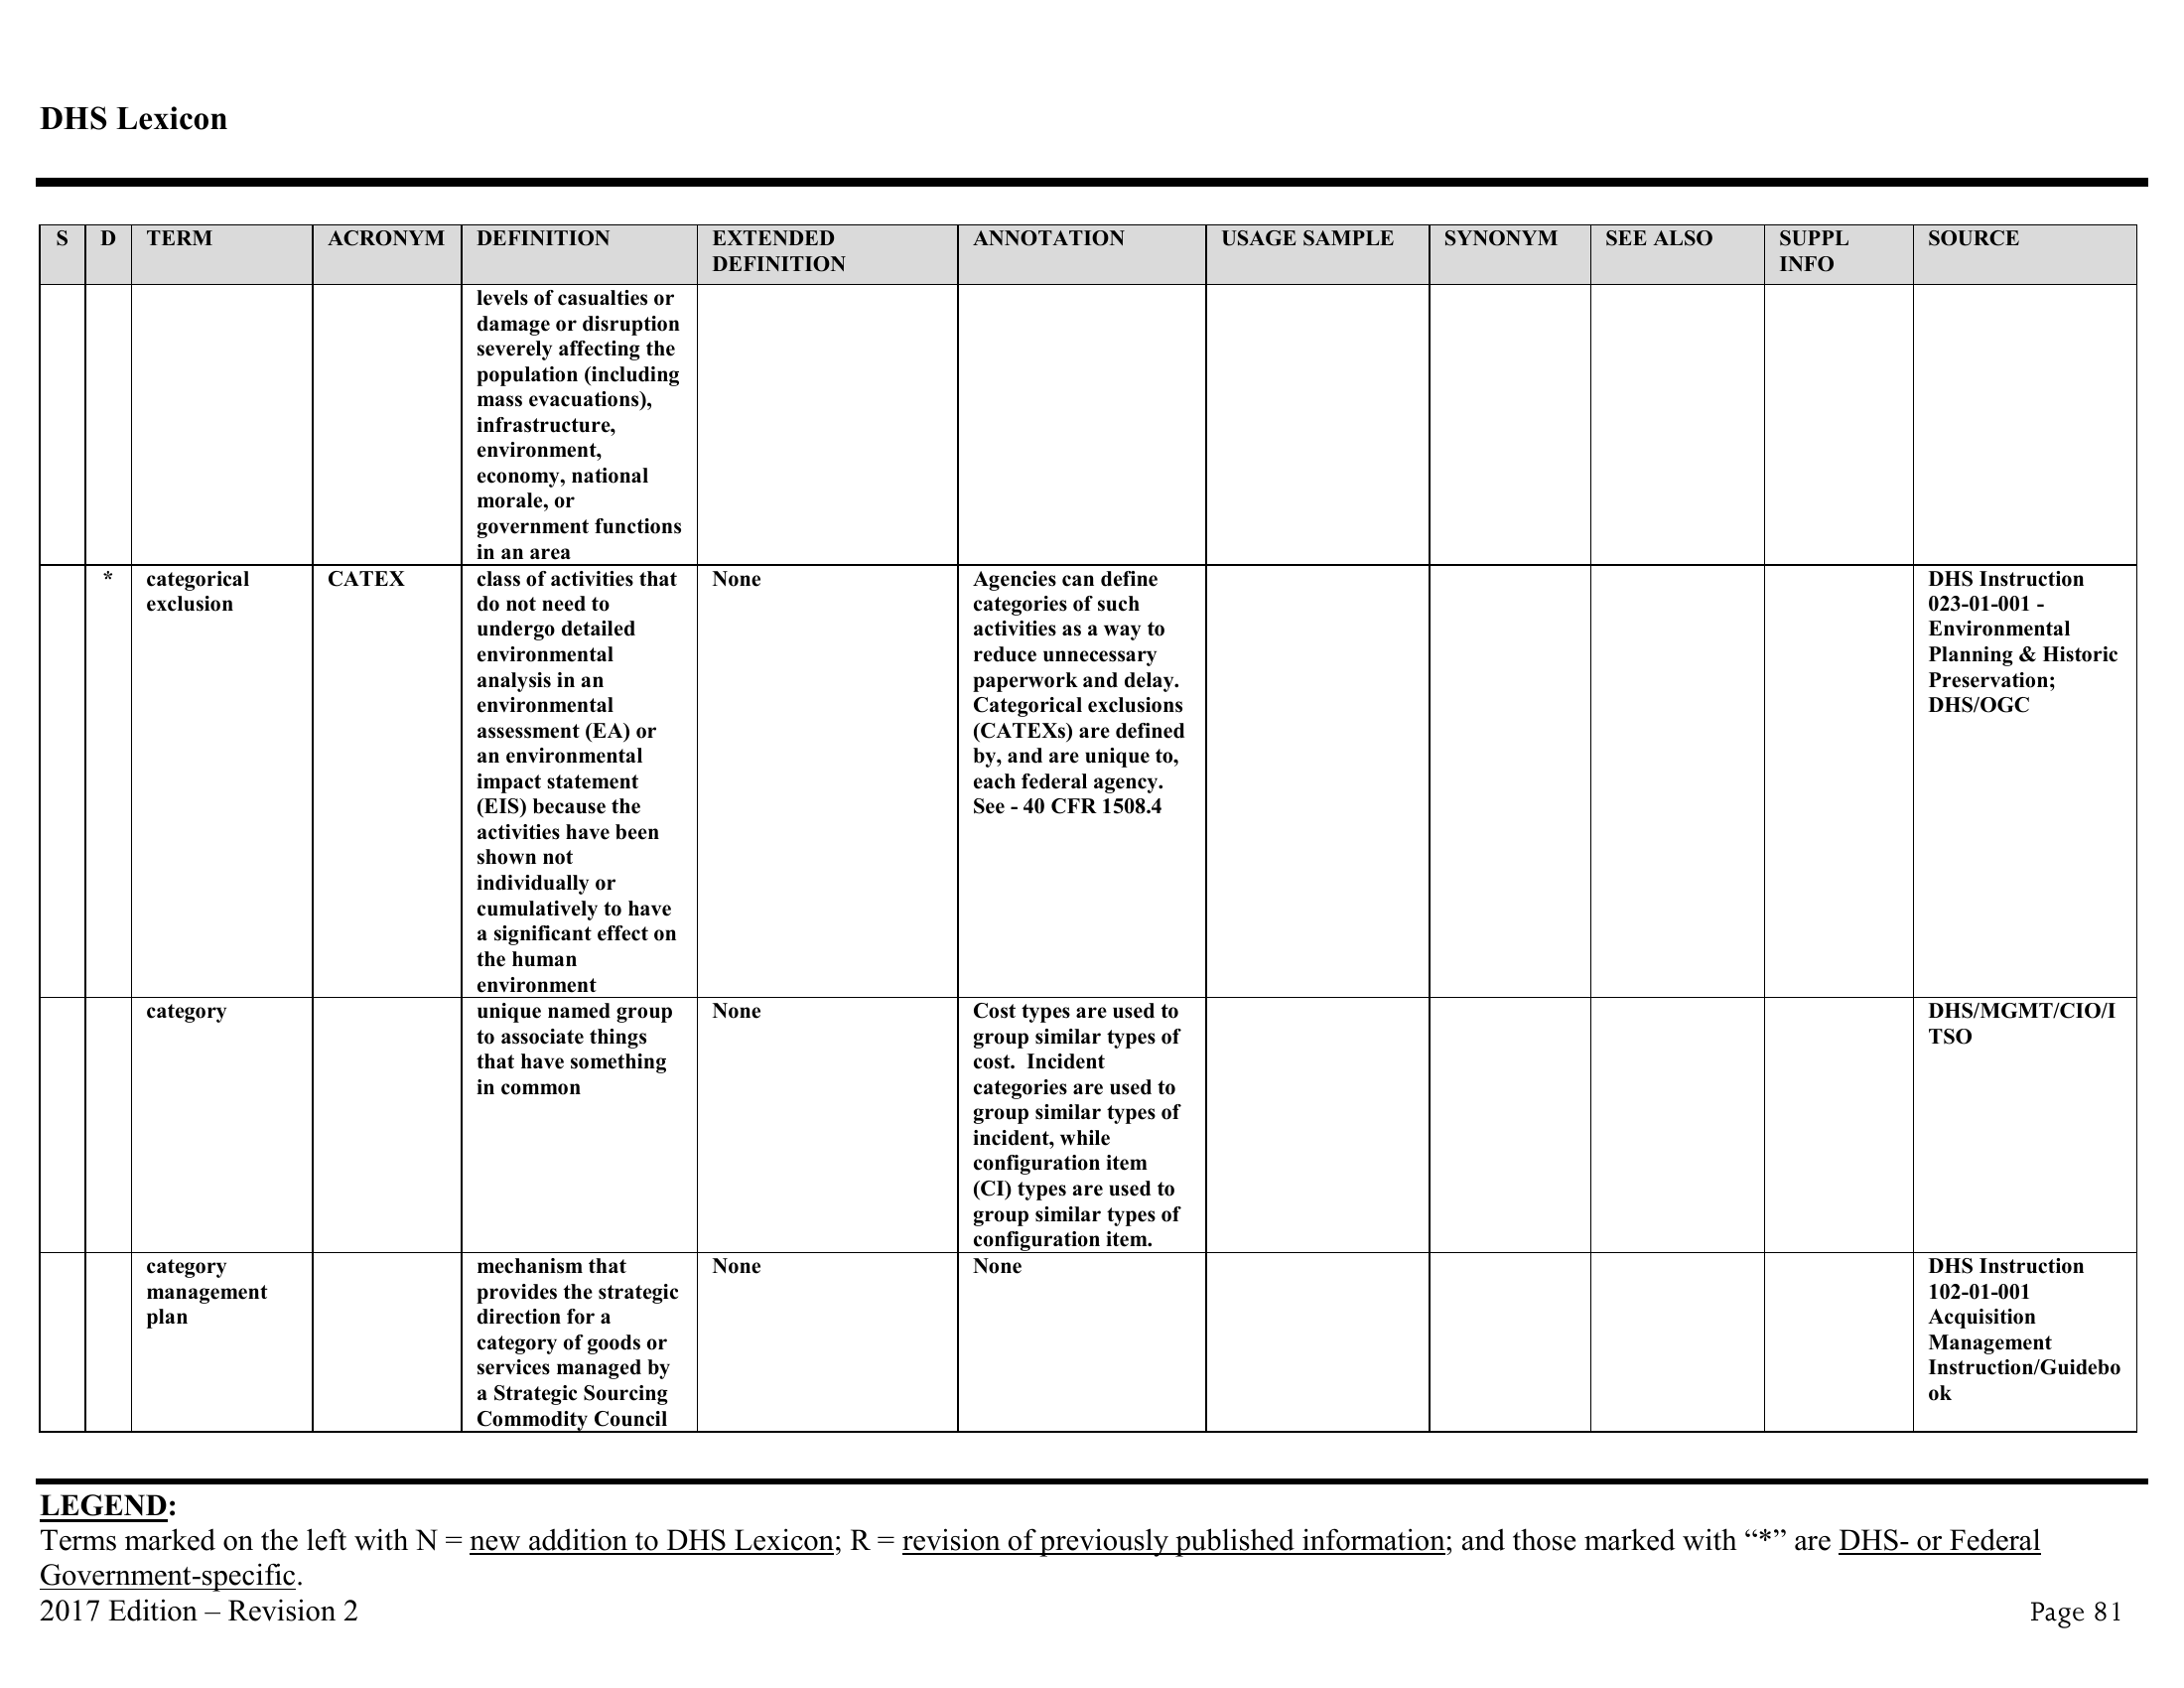 DHS Lexicon
S D TERM ACRONYM DEFINITION EXTENDED DEFINITION ANNOTATION USAGE SAMPLE SYNONYM SEE ALSO SUPPL INFO SOURCE
levels of casualties or
damage or disruption
severely affecting the
population (including
mass evacuations),
infrastructure,
environment,
economy, national
morale, or
government functions
in an area
*
categorical
exclusion
CATEX
class of activities that
do not need to
undergo detailed
environmental
analysis in an
environmental
assessment (EA) or
an environmental
impact statement
(EIS) because the
activities have been
shown not
individually or
cumulatively to have
a significant effect on
the human
environment
None
Agencies can define
categories of such
activities as a way to
reduce unnecessary
paperwork and delay.
Categorical exclusions
(CATEXs) are defined
by, and are unique to,
each federal agency.
See - 40 CFR 1508.4
DHS Instruction
023-01-001 -
Environmental
Planning & Historic
Preservation;
DHS/OGC
category
unique named group
to associate things
that have something
in common
None
Cost types are used to
group similar types of
cost.  Incident
categories are used to
group similar types of
incident, while
configuration item
(CI) types are used to
group similar types of
configuration item.
DHS/MGMT/CIO/I
TSO
category
management
plan
mechanism that
provides the strategic
direction for a
category of goods or
services managed by
a Strategic Sourcing
Commodity Council
None
None
DHS Instruction
102-01-001
Acquisition
Management
Instruction/Guidebo
ok
LEGEND:
Terms marked on the left with N = new addition to DHS Lexicon; R = revision of previously published information; and those marked with “*” are DHS- or Federal
Government-specific.
2017 Edition – Revision 2
Page 81